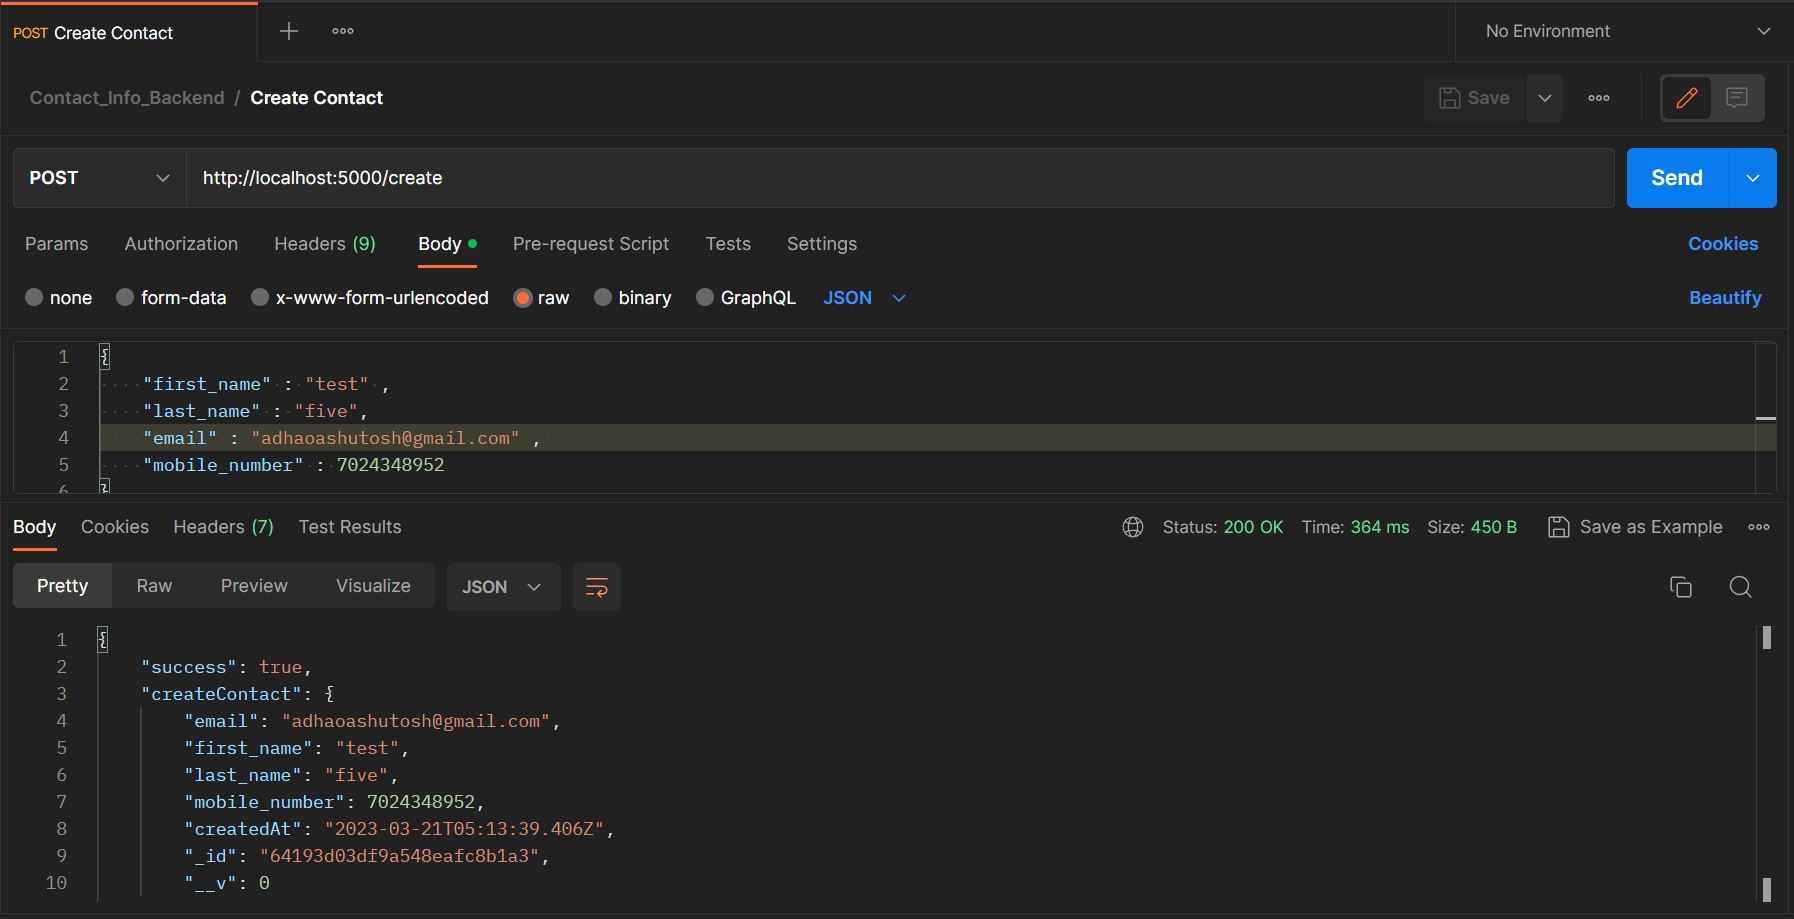 POST Create Contact
No Environment
Contact_Info_Backend / Create Contact
Save
POST
http://localhost:5000/create
Send
Params Authorization Headers (9) Body Pre-request Script Tests Settings Cookies
none form-data x-www-form-urlencoded raw binary GraphQL JSON Beautify
1 {
2 "first_name" : "test" ,
3 "last_name" : "five",
4 "email" : "adhaoashutosh@gmail.com" ,
5 "mobile_number" : 7024348952
6 }
Body Cookies Headers (7) Test Results Status: 200 OK Time: 364 ms Size: 450 B Save as Example
Pretty Raw Preview Visualize JSON
1 {
2 "success": true,
3 "createContact": {
4 "email": "adhaoashutosh@gmail.com",
5 "first_name": "test",
6 "last_name": "five",
7 "mobile_number": 7024348952,
8 "createdAt": "2023-03-21T05:13:39.406Z",
9 "_id": "64193d03df9a548eafc8b1a3",
10 "__v": 0